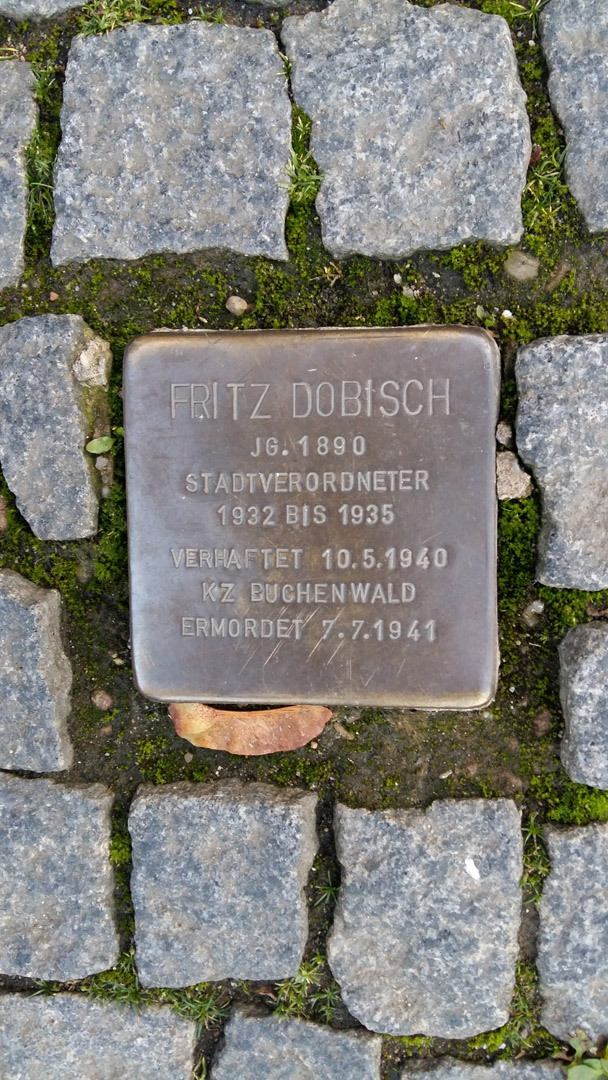 FRITZ DOBISCH
JG. 1890
STADTVERORDNETER
1932 BIS 1935
VERHAFTET 10.5.1940
KZ BUCHENWALD
ERMORDET 7.7.1941